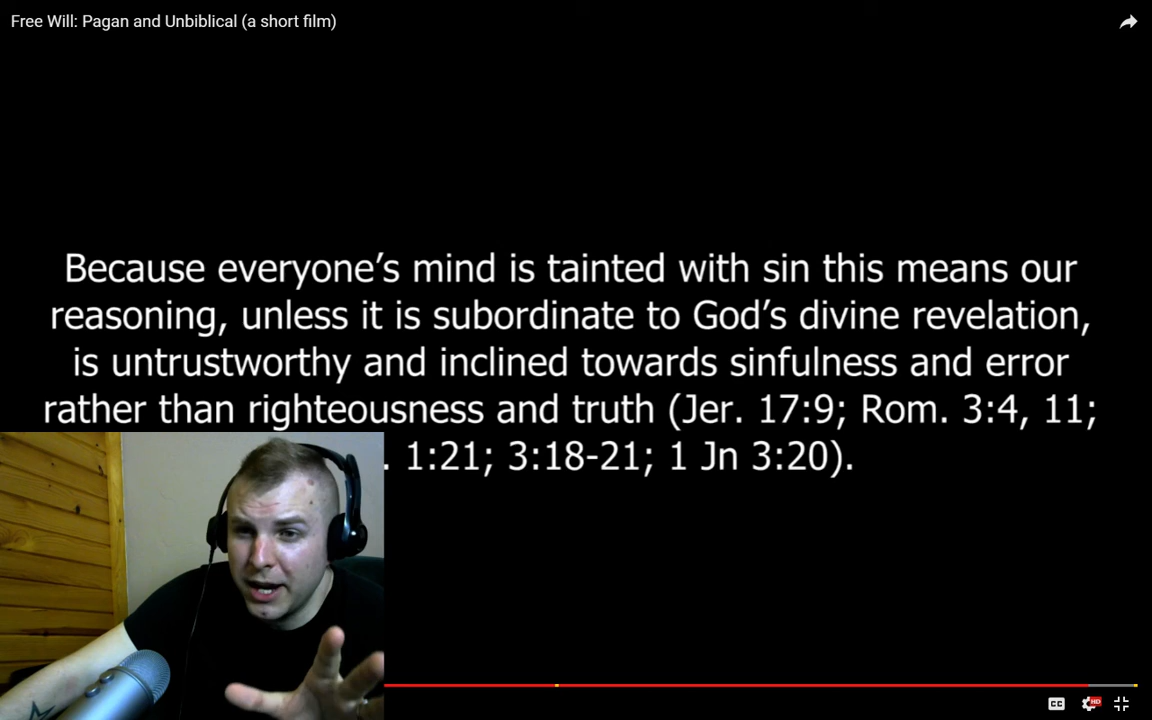 Free Will: Pagan and Unbiblical (a short film)
Because everyone’s mind is tainted with sin this means our
reasoning, unless it is subordinate to God’s divine revelation,
is untrustworthy and inclined towards sinfulness and error
rather than righteousness and truth (Jer. 17:9; Rom. 3:4, 11;
. 1:21; 3:18-21; 1 Jn 3:20).
CC
HD